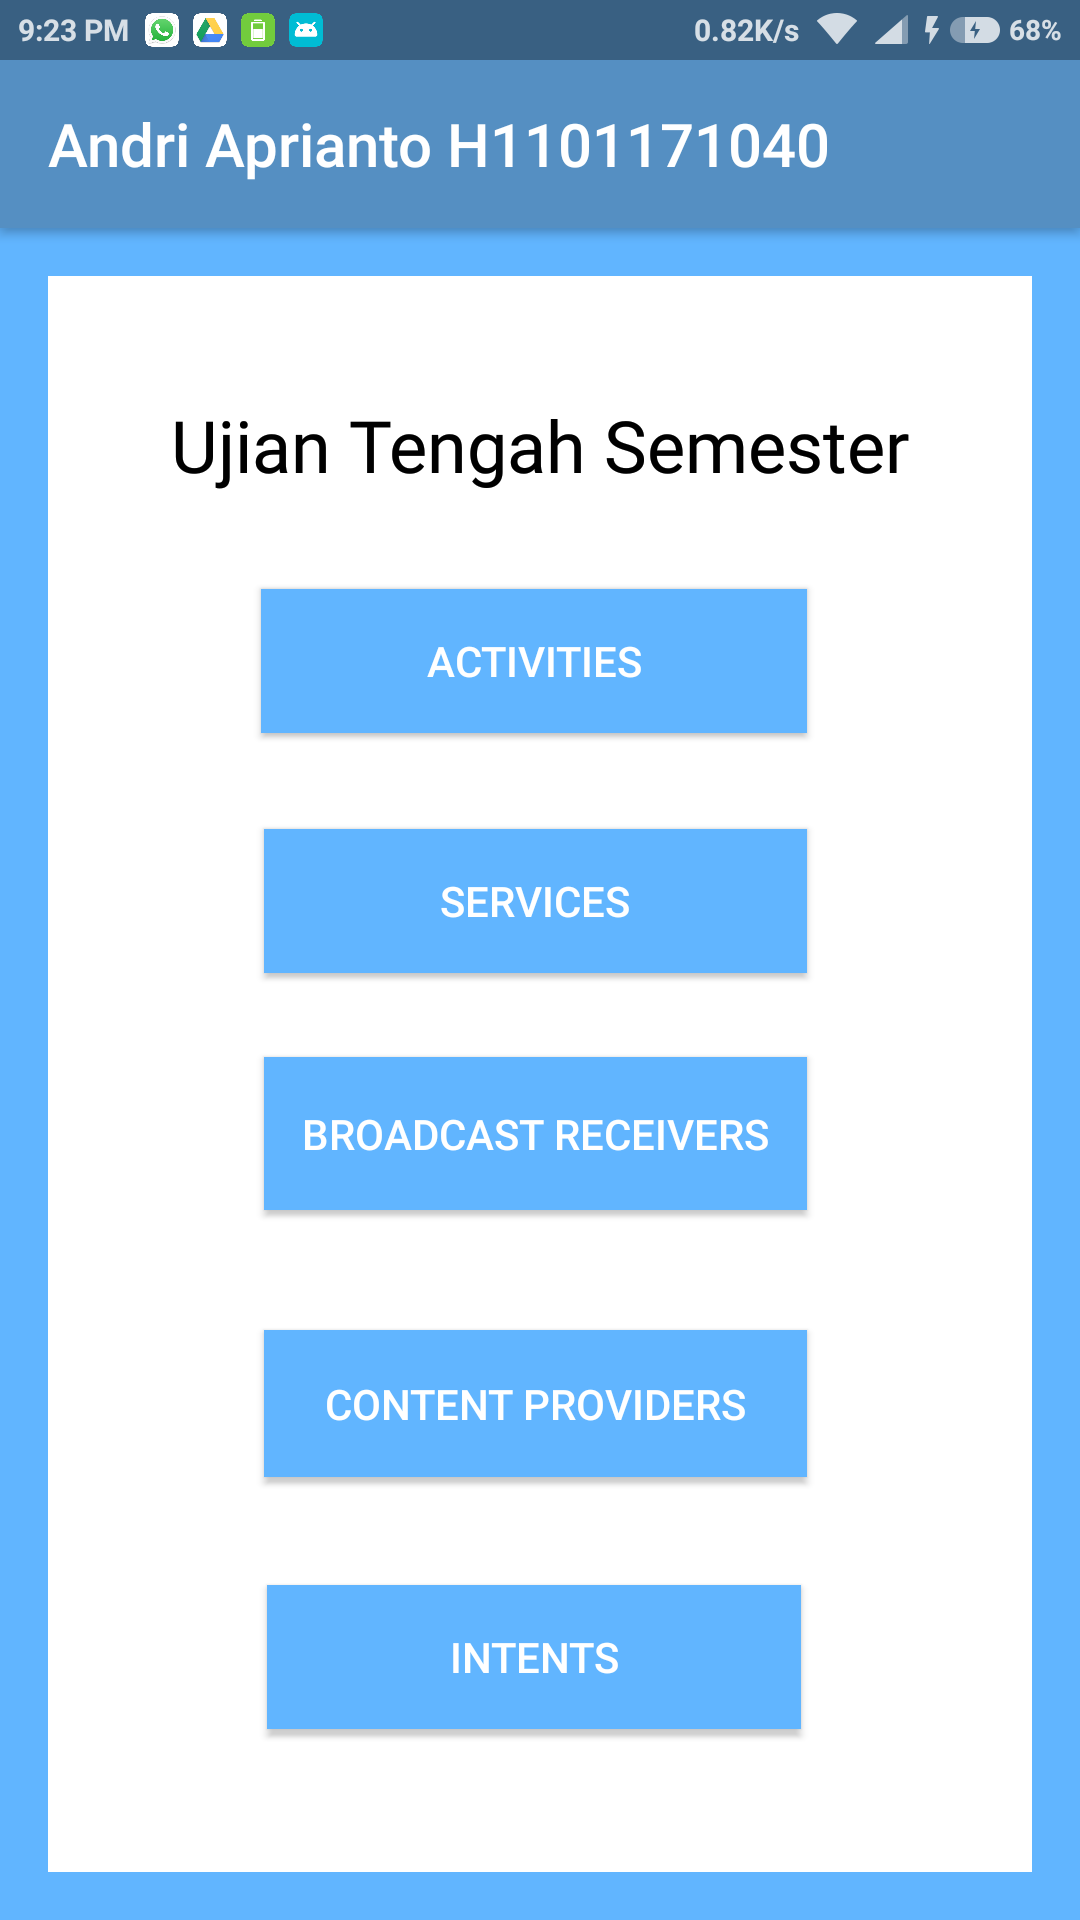 9:23 PM 0.82K/s 68%
Andri Aprianto H1101171040
Ujian Tengah Semester
ACTIVITIES
SERVICES
BROADCAST RECEIVERS
CONTENT PROVIDERS
INTENTS